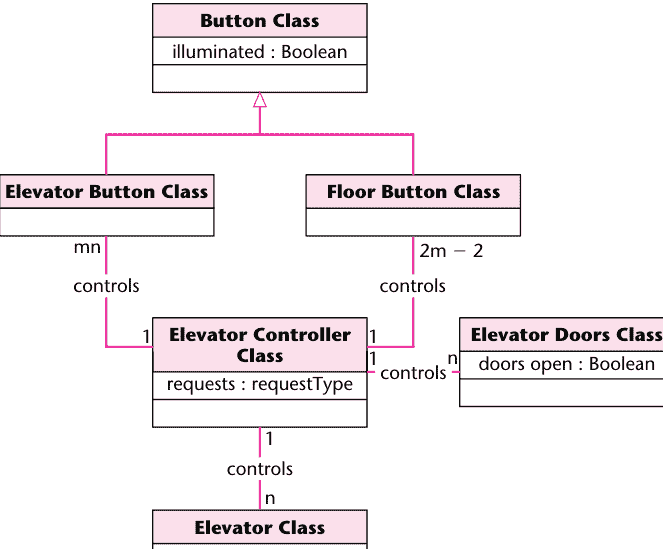 Button Class
illuminated : Boolean
Elevator Button Class
Floor Button Class
mn
2m − 2
controls
controls
1
Elevator Controller
Class
1
1
n
Elevator Doors Class
controls
doors open : Boolean
requests : requestType
1
controls
n
Elevator Class